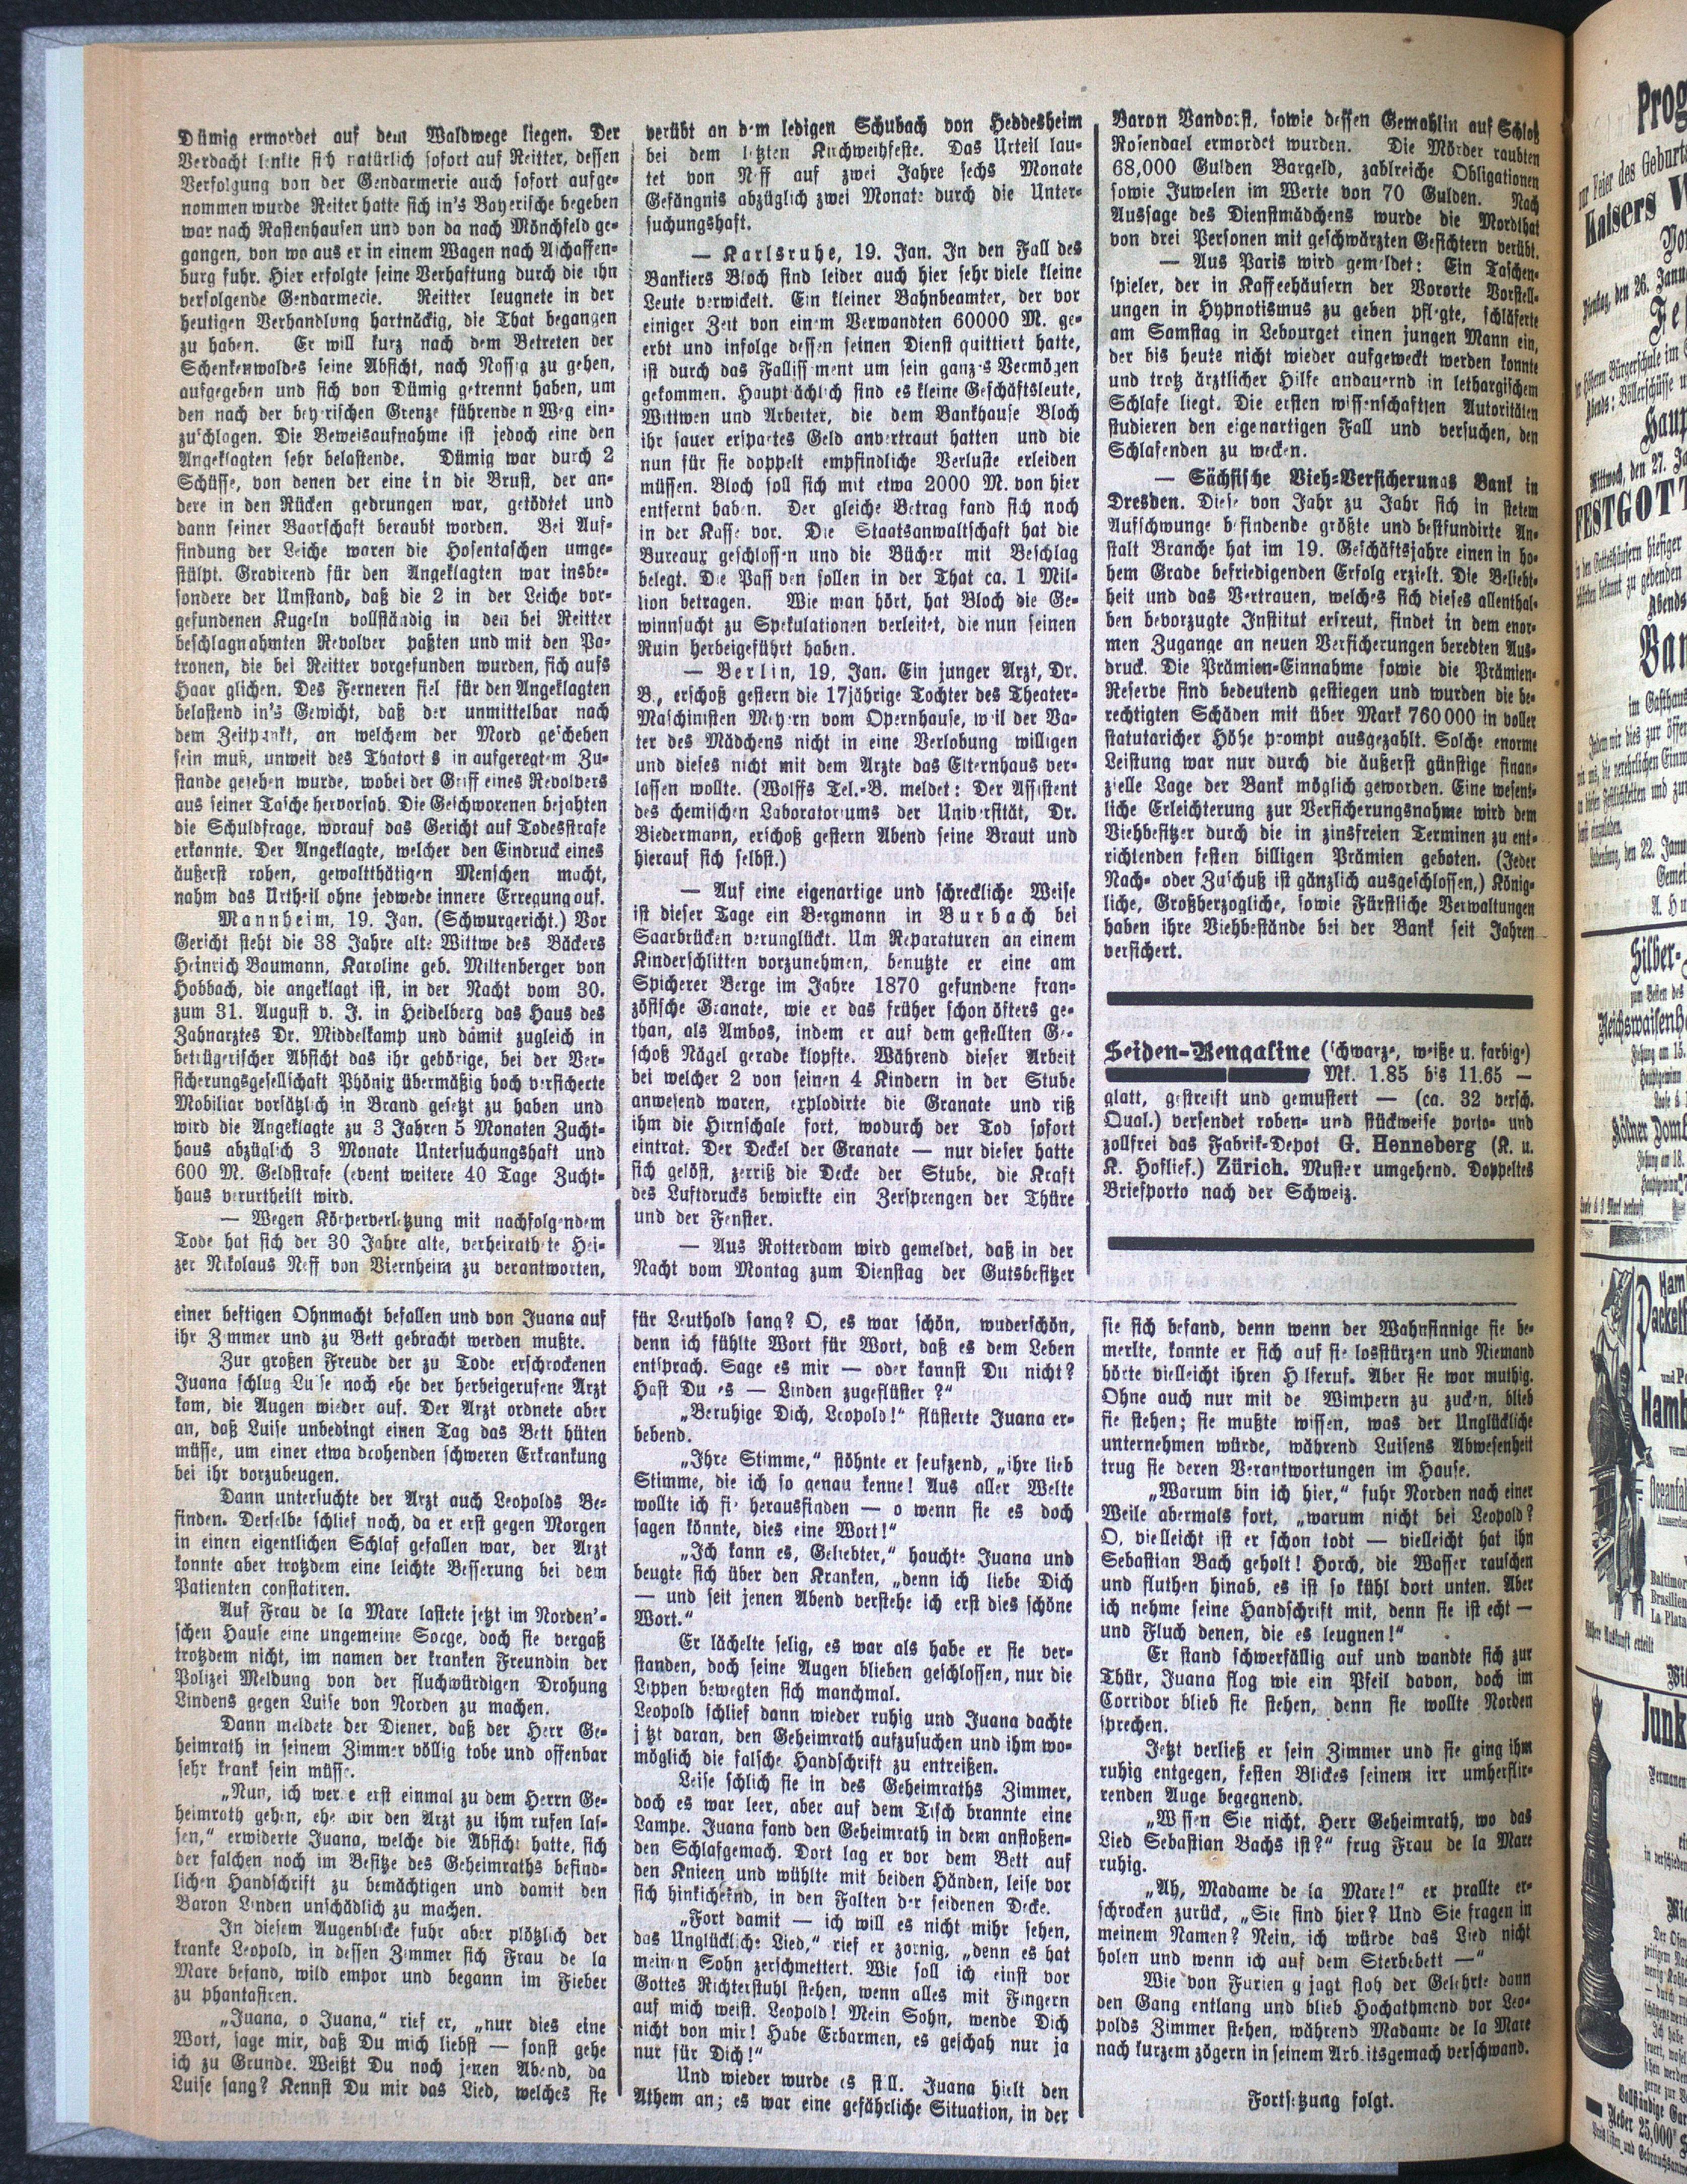 Dümig ermordet auf dem Waldwege liegen. Der
Verdacht lenkte sich natürlich sofort auf Reitter, dessen
Verfolgung von der Gendarmerie auch sofort aufge-
nommen wurde Reiter hatte sich in's Bayerische begeben
war nach Rastenhausen und von da nach Mönchfeld ge-
gangen, von wo aus er in einem Wagen nach Aschaffen-
burg fuhr. Hier erfolgte seine Verhaftung durch die ihn
verfolgende Gendarmerie. Reitter leugnete in der
heutigen Verhandlung hartnäckig, die That begangen
zu haben. Er will kurz nach dem Betreten der
Schenkenwoldes seine Absicht, nach Nassig zu gehen,
aufgegeben und sich von Dümig getrennt haben, um
den nach der beyrischen Grenze führenden Weg ein-
zuschlagen. Die Beweisaufnahme ist jedoch eine den
Angeklagten sehr belastende. Dümig war durch 2
Schüsse, von denen der eine in die Brust, der an-
dere in den Rücken gedrungen war, getödtet und
dann seiner Baarschaft beraubt worden. Bei Auf-
findung der Leiche waren die Hosentaschen umge-
stülpt. Gravirend für den Angeklagten war insbe-
sondere der Umstand, daß die 2 in der Leiche vor-
gefundenen Kugeln vollständig in den bei Reitter
beschlagnahmten Revolver paßten und mit den Pa-
tronen, die bei Reitter vorgefunden wurden, sich aufs
Haar glichen. Des Ferneren fiel für den Angeklagten
belastend in's Gewicht, daß der unmittelbar nach
dem Zeitpunkt, an welchem der Mord geschehen
sein muß, unweit des Thatorts in aufgeregtem Zu-
stande gesehen wurde, wobei der Griff eines Revolvers
aus seiner Tasche hervorsah. Die Geschworenen bejahten
die Schuldfrage, worauf das Gericht auf Todesstrafe
erkannte. Der Angeklagte, welcher den Eindruck eines
äußerst rohen, gewaltthätigen Menschen macht,
nahm das Urtheil ohne jedwede innere Erregung auf.
Mannheim, 19. Jan. (Schwurgericht.) Vor
Gericht steht die 38 Jahre alte Wittwe des Bäckers
Heinrich Baumann, Karoline geb. Miltenberger von
Hobbach, die angeklagt ist, in der Nacht vom 30.
zum 31. August v. J. in Heidelberg das Haus des
Zahnarztes Dr. Middelkamp und damit zugleich in
betrügerischer Absicht das ihr gehörige, bei der Ver-
sicherungsgesellschaft Phönix übermäßig hoch versicherte
Mobiliar vorsätzlich in Brand gesetzt zu haben und
wird die Angeklagte zu 3 Jahren 5 Monaten Zucht-
haus abzüglich 3 Monate Untersuchungshaft und
600 M. Geldstrafe (event weitere 40 Tage Zucht-
haus verurtheilt wird.
— Wegen Körperverletzung mit nachfolgendem
Tode hat sich der 30 Jahre alte, verheirathete Hei-
zer Nikolaus Neff von Viernheim zu verantworten,
verübt an dem ledigen Schubach von Heddesheim
bei dem letzten Kirchweihfeste. Das Urteil lau-
tet von Neff auf zwei Jahre sechs Monate
Gefängnis abzüglich zwei Monate durch die Unter-
suchungshaft.
— Karlsruhe, 19. Jan. In den Fall des
Bankiers Bloch sind leider auch hier sehr viele kleine
Leute verwickelt. Ein kleiner Bahnbeamter, der vor
einiger Zeit von einem Verwandten 60000 M. ge-
erbt und infolge dessen seinen Dienst quittiert hatte,
ist durch das Fallissment um sein ganzes Vermögen
gekommen. Hauptsächlich sind es kleine Geschäftsleute,
Wittwen und Arbeiter, die dem Bankhause Bloch
ihr sauer erspartes Geld anvertraut hatten und die
nun für sie doppelt empfindliche Verluste erleiden
müssen. Bloch soll sich mit etwa 2000 M. von hier
entfernt haben. Der gleiche Betrag fand sich noch
in der Kasse vor. Die Staatsanwaltschaft hat die
Bureaux geschlossen und die Bücher mit Beschlag
belegt. Die Passiven sollen in der That ca. 1 Mil-
lion betragen. Wie man hört, hat Bloch die Ge-
winnsucht zu Spekulationen verleitet, die nun seinen
Ruin herbeigeführt haben.
— Berlin, 19. Jan. Ein junger Arzt, Dr.
B., erschoß gestern die 17jährige Tochter des Theater-
Maschinisten Meyern vom Opernhause, weil der Va-
ter des Mädchens nicht in eine Verlobung willigen
und dieses nicht mit dem Arzte das Elternhaus ver-
lassen wollte. (Wolffs Tel.-B. meldet: Der Assistent
des chemischen Laboratoriums der Universität, Dr.
Biedermann, erschoß gestern Abend seine Braut und
hierauf sich selbst.)
— Auf eine eigenartige und schreckliche Weise
ist dieser Tage ein Bergmann in Burbach bei
Saarbrücken verunglückt. Um Reparaturen an einem
Kinderschlitten vorzunehmen, benutzte er eine am
Spicherer Berge im Jahre 1870 gefundene fran-
zösische Granate, wie er das früher schon öfters ge-
than, als Ambos, indem er auf dem gestellten Ge-
schoß Nägel gerade klopfte. Während dieser Arbeit
bei welcher 2 von seinen 4 Kindern in der Stube
anwesend waren, explodirte die Granate und riß
ihm die Hirnschale fort, wodurch der Tod sofort
eintrat. Der Deckel der Granate — nur dieser hatte
sich gelöst, zerriß die Decke der Stube, die Kraft
des Luftdrucks bewirkte ein Zersprengen der Thüre
und der Fenster.
— Aus Rotterdam wird gemeldet, daß in der
Nacht vom Montag zum Dienstag der Gutsbesitzer
Baron Vandorst, sowie dessen Gemahlin auf Schloß
Rosendael ermordet wurden. Die Mörder raubten
68,000 Gulden Bargeld, zahlreiche Obligationen
sowie Juwelen im Werte von 70 Gulden. Nach
Aussage des Dienstmädchens wurde die Mordthat
von drei Personen mit geschwärzten Gesichtern verübt.
— Aus Paris wird gemeldet: Ein Taschen-
spieler, der in Kaffeehäusern der Vororte Vorstell-
ungen in Hypnotismus zu geben pflegte, schläferte
am Samstag in Lebourget einen jungen Mann ein,
der bis heute nicht wieder aufgeweckt werden konnte
und trotz ärztlicher Hilfe andauernd in lethargischem
Schlafe liegt. Die ersten wissenschaftlen Autoritäten
studieren den eigenartigen Fall und versuchen, den
Schlafenden zu wecken.
— Sächsische Vieh-Versicherungs Bank in
Dresden. Diese von Jahr zu Jahr sich in stetem
Aufschwunge befindende größte und bestfundirte An-
stalt Branche hat im 19. Geschäftsjahre einen in ho-
hem Grade befriedigenden Erfolg erzielt. Die Beliebt-
heit und das Vertrauen, welches sich dieses allenthal-
ben bevorzugte Institut erfreut, findet in dem enor-
men Zugange an neuen Versicherungen beredten Aus-
druck. Die Prämien-Einnahme sowie die Prämien-
Reserve sind bedeutend gestiegen und wurden die be-
rechtigten Schäden mit über Mark 760000 in voller
statutaricher Höhe prompt ausgezahlt. Solche enorme
Leistung war nur durch die äußerst günstige finan-
zielle Lage der Bank möglich geworden. Eine wesent-
liche Erleichterung zur Versicherungsnahme wird dem
Viehbesitzer durch die in zinsfreien Terminen zu ent-
richtenden festen billigen Prämien geboten. (Jeder
Nach- oder Zuschuß ist gänzlich ausgeschlossen,) König-
liche, Großherzogliche, sowie Fürstliche Verwaltungen
haben ihre Viehbestände bei der Bank seit Jahren
versichert.
Seiden-Bengaline (schwarze, weiße u. farbige)
Mk. 1.85 bis 11.65 —
glatt, gestreift und gemustert — (ca. 32 versch.
Qual.) versendet roben- und stückweise porto- und
zollfrei das Fabrik-Depot G. Henneberg (K. u.
K. Hoflief.) Zürich. Muster umgehend. Doppeltes
Briefporto nach der Schweiz.
einer heftigen Ohnmacht befallen und von Juana auf
ihr Zimmer und zu Bett gebracht werden mußte.
Zur großen Freude der zu Tode erschrockenen
Juana schlug Luise noch ehe der herbeigerufene Arzt
kam, die Augen wieder auf. Der Arzt ordnete aber
an, daß Luise unbedingt einen Tag das Bett hüten
müsse, um einer etwa drohenden schweren Erkrankung
bei ihr vorzubeugen.
Dann untersuchte der Arzt auch Leopolds Be-
finden. Derselbe schlief noch, da er erst gegen Morgen
in einen eigentlichen Schlaf gefallen war, der Arzt
konnte aber trotzdem eine leichte Besserung bei dem
Patienten constatiren.
Auf Frau de la Mare lastete jetzt im Norden'-
schen Hause eine ungemeine Sorge, doch sie vergaß
trotzdem nicht, im namen der kranken Freundin der
Polizei Meldung von der fluchwürdigen Drohung
Lindens gegen Luise von Norden zu machen.
Dann meldete der Diener, daß der Herr Ge-
heimrath in seinem Zimmer völlig tobe und offenbar
sehr krank sein müsse.
„Nun, ich werde erst einmal zu dem Herrn Ge-
heimrath gehen, ehe wir den Arzt zu ihm rufen las-
sen,“ erwiderte Juana, welche die Absicht hatte, sich
der falchen noch im Besitze des Geheimraths befind-
lichen Handschrift zu bemächtigen und damit den
Baron Linden unschädlich zu machen.
In diesem Augenblicke fuhr aber plötzlich der
kranke Leopold, in dessen Zimmer sich Frau de la
Mare befand, wild empor und begann im Fieber
zu phantasiren.
„Juana, o Juana,“ rief er, „nur dies eine
Wort, sage mir, daß Du mich liebst — sonst gehe
ich zu Grunde. Weißt Du noch jenen Abend, da
Luise sang? Kennst Du mir das Lied, welches sie
für Leuthold sang? O, es war schön, wuderschön,
denn ich fühlte Wort für Wort, daß es dem Leben
entsprach. Sage es mir — oder kannst Du nicht?
Hast Du es — Linden zugeflüster?“
„Beruhige Dich, Leopold!“ flüsterte Juana er-
bebend.
„Ihre Stimme,“ stöhnte er seufzend, „ihre lieb
Stimme, die ich so genau kenne! Aus aller Welte
wollte ich sie herausfinden — o wenn sie es doch
sagen könnte, dies eine Wort!“
„Ich kann es, Geliebter,“ hauchte Juana und
beugte sich über den Kranken, „denn ich liebe Dich
— und seit jenen Abend verstehe ich erst dies schöne
Wort.“
Er lächelte selig, es war als habe er sie ver-
standen, doch seine Augen blieben geschlossen, nur die
Lippen bewegten sich manchmal.
Leopold schlief dann wieder ruhig und Juana dachte
jetzt daran, den Geheimrath aufzusuchen und ihm wo-
möglich die falsche Handschrift zu entreißen.
Leise schlich sie in des Geheimraths Zimmer,
doch es war leer, aber auf dem Tisch brannte eine
Lampe. Juana fand den Geheimrath in dem anstoßen-
den Schlafgemach. Dort lag er vor dem Bett auf
den Knieen und wühlte mit beiden Händen, leise vor
sich hinkichernd, in den Falten der seidenen Decke.
„Fort damit — ich will es nicht mihr sehen,
das Unglückliche Lied,“ rief er zornig, „denn es hat
meinen Sohn zerschmettert. Wie soll ich einst vor
Gottes Richterstuhl stehen, wenn alles mit Fingern
auf mich weist. Leopold! Mein Sohn, wende Dich
nicht von mir! Habe Erbarmen, es geschah nur ja
nur für Dich!“
Und wieder wurde es still. Juana hielt den
Athem an; es war eine gefährliche Situation, in der
sie sich befand, denn wenn der Wahnsinnige sie be-
merkte, konnte er sich auf sie losstürzen und Niemand
hörte vielleicht ihren Hilferuf. Aber sie war muthig.
Ohne auch nur mit de Wimpern zu zucken, blieb
sie stehen; sie mußte wissen, was der Unglückliche
unternehmen würde, während Luisens Abwesenheit
trug sie deren Verantwortungen im Hause.
„Warum bin ich hier,“ fuhr Norden nach einer
Weile abermals fort, „warum nicht bei Leopold?
O, vielleicht ist er schon todt — vielleicht hat ihn
Sebastian Bach geholt! Horch, die Wasser rauschen
und fluthen hinab, es ist so kühl dort unten. Aber
ich nehme seine Handschrift mit, denn sie ist echt —
und Fluch denen, die es leugnen!“
Er stand schwerfällig auf und wandte sich zur
Thür, Juana flog wie ein Pfeil davon, doch im
Corridor blieb sie stehen, denn sie wollte Norden
sprechen.
Jetzt verließ er sein Zimmer und sie ging ihm
ruhig entgegen, festen Blickes seinem irr umherflir-
renden Auge begegnend.
„Wissen Sie nicht, Herr Geheimrath, wo das
Lied Sebastian Bachs ist?“ frug Frau de la Mare
ruhig.
„Ah, Madame de la Mare!“ er prallte er-
schrocken zurück, „Sie sind hier? Und Sie fragen in
meinem Namen? Nein, ich würde das Lied nicht
holen und wenn ich auf dem Sterbebett —“
Wie von Furien gejagt floh der Gelehrte dann
den Gang entlang und blieb Hochathmend vor Leo-
polds Zimmer stehen, während Madame de la Mare
nach kurzem zögern in seinem Arbeitsgemach verschwand.
Fortsetzung folgt.
Prog
zur Feier des Geburts
Kaisers W
Dienstag, den 26. Janua
Mittwoch, den 27. Ja
FESTGOTT
Abends
Ban
im Gasthaus
Silber-
zum Besten des
Reichswaisenha
Kölner Domb
Ham
Packetf
Hamb
Oceanfah
Baltimor
Brasilien
La Plata
Nähere Auskunft erteilt
Junk
Permanen
Ueber 25,000